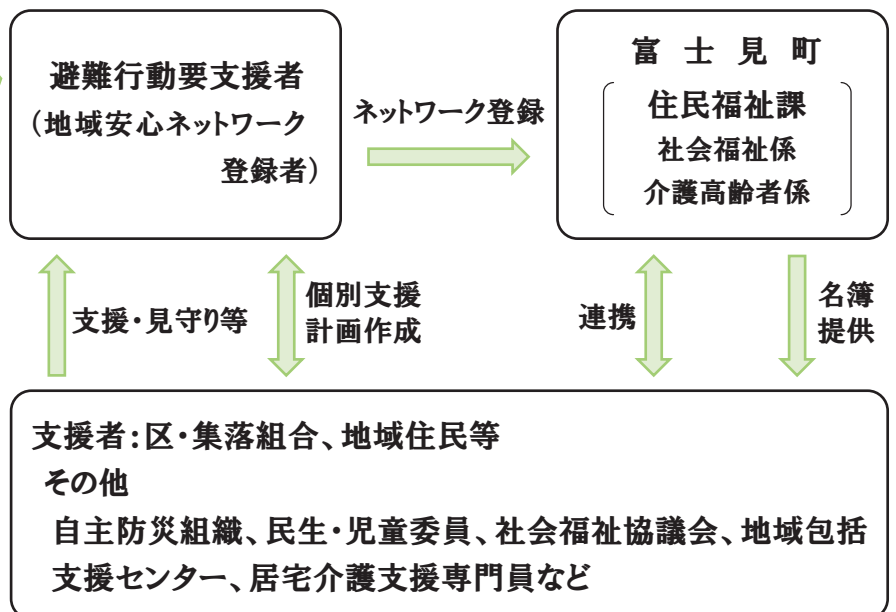 避難行動要支援者
（地域安心ネットワーク
登録者）
ネットワーク登録
富士見町
住民福祉課
社会福祉係
介護高齢者係
支援・見守り等
個別支援
計画作成
連携
名簿
提供
支援者：区・集落組合、地域住民等
その他
自主防災組織、民生・児童委員、社会福祉協議会、地域包括
支援センター、居宅介護支援専門員など